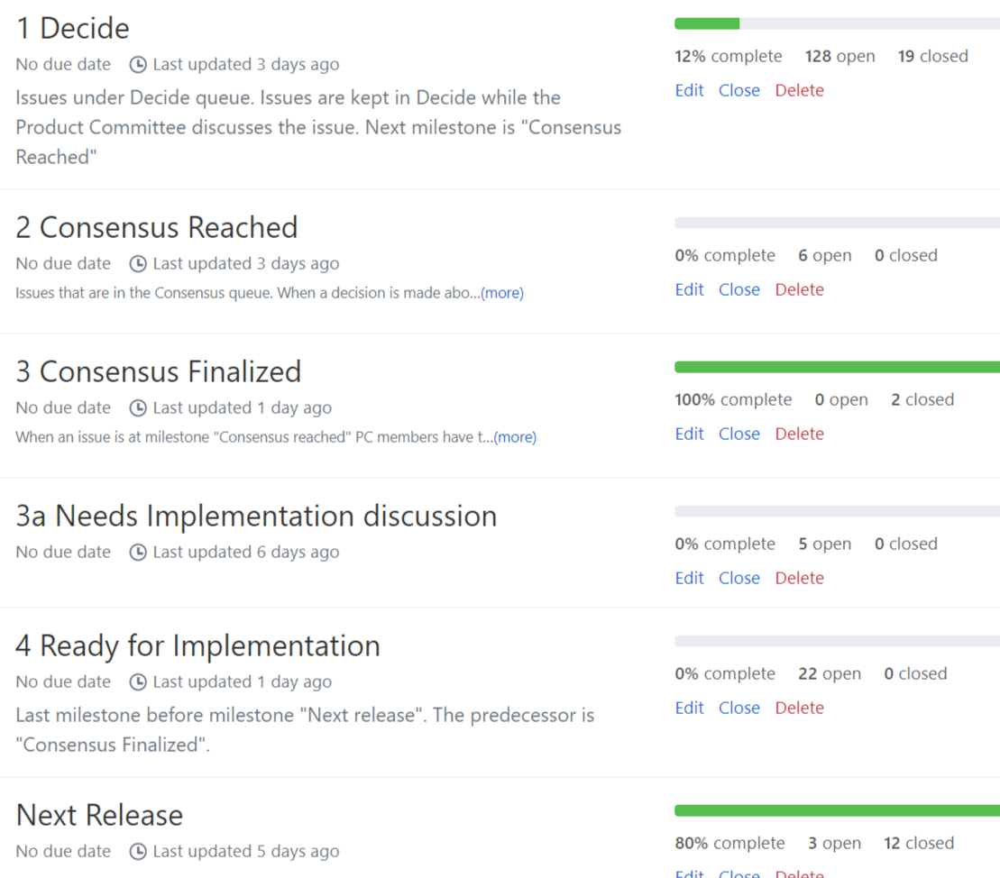 1 Decide
No due date Last updated 3 days ago
Issues under Decide queue. Issues are kept in Decide while the
Product Committee discusses the issue. Next milestone is "Consensus
Reached"
12% complete 128 open 19 closed
Edit Close Delete
2 Consensus Reached
No due date Last updated 3 days ago
Issues that are in the Consensus queue. When a decision is made abo...(more)
0% complete 6 open 0 closed
Edit Close Delete
3 Consensus Finalized
No due date Last updated 1 day ago
When an issue is at milestone "Consensus reached" PC members have t...(more)
100% complete 0 open 2 closed
Edit Close Delete
3a Needs Implementation discussion
No due date Last updated 6 days ago
0% complete 5 open 0 closed
Edit Close Delete
4 Ready for Implementation
No due date Last updated 1 day ago
Last milestone before milestone "Next release". The predecessor is
"Consensus Finalized".
0% complete 22 open 0 closed
Edit Close Delete
Next Release
No due date Last updated 5 days ago
80% complete 3 open 12 closed
Edit Close Delete